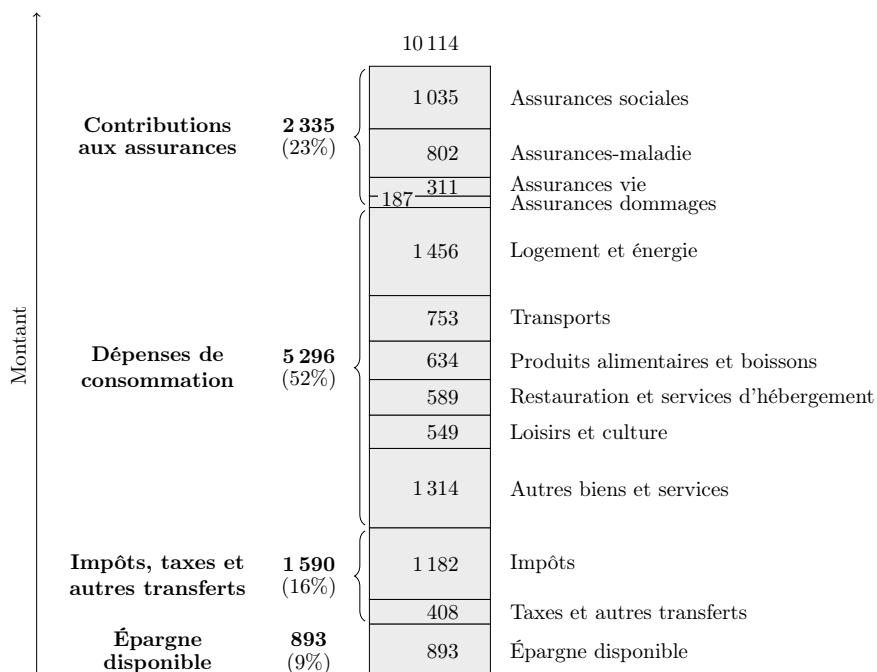 10 114
1 035 Assurances sociales
Contributions 2 335
aux assurances (23%)
802 Assurances-maladie
311 Assurances vie
187 Assurances dommages
1 456 Logement et énergie
753 Transports
Montant
Dépenses de 5 296
consommation (52%)
634 Produits alimentaires et boissons
589 Restauration et services d'hébergement
549 Loisirs et culture
1 314 Autres biens et services
Impôts, taxes et 1 590
autres transferts (16%)
1 182 Impôts
408 Taxes et autres transferts
Épargne 893
disponible (9%)
893 Épargne disponible